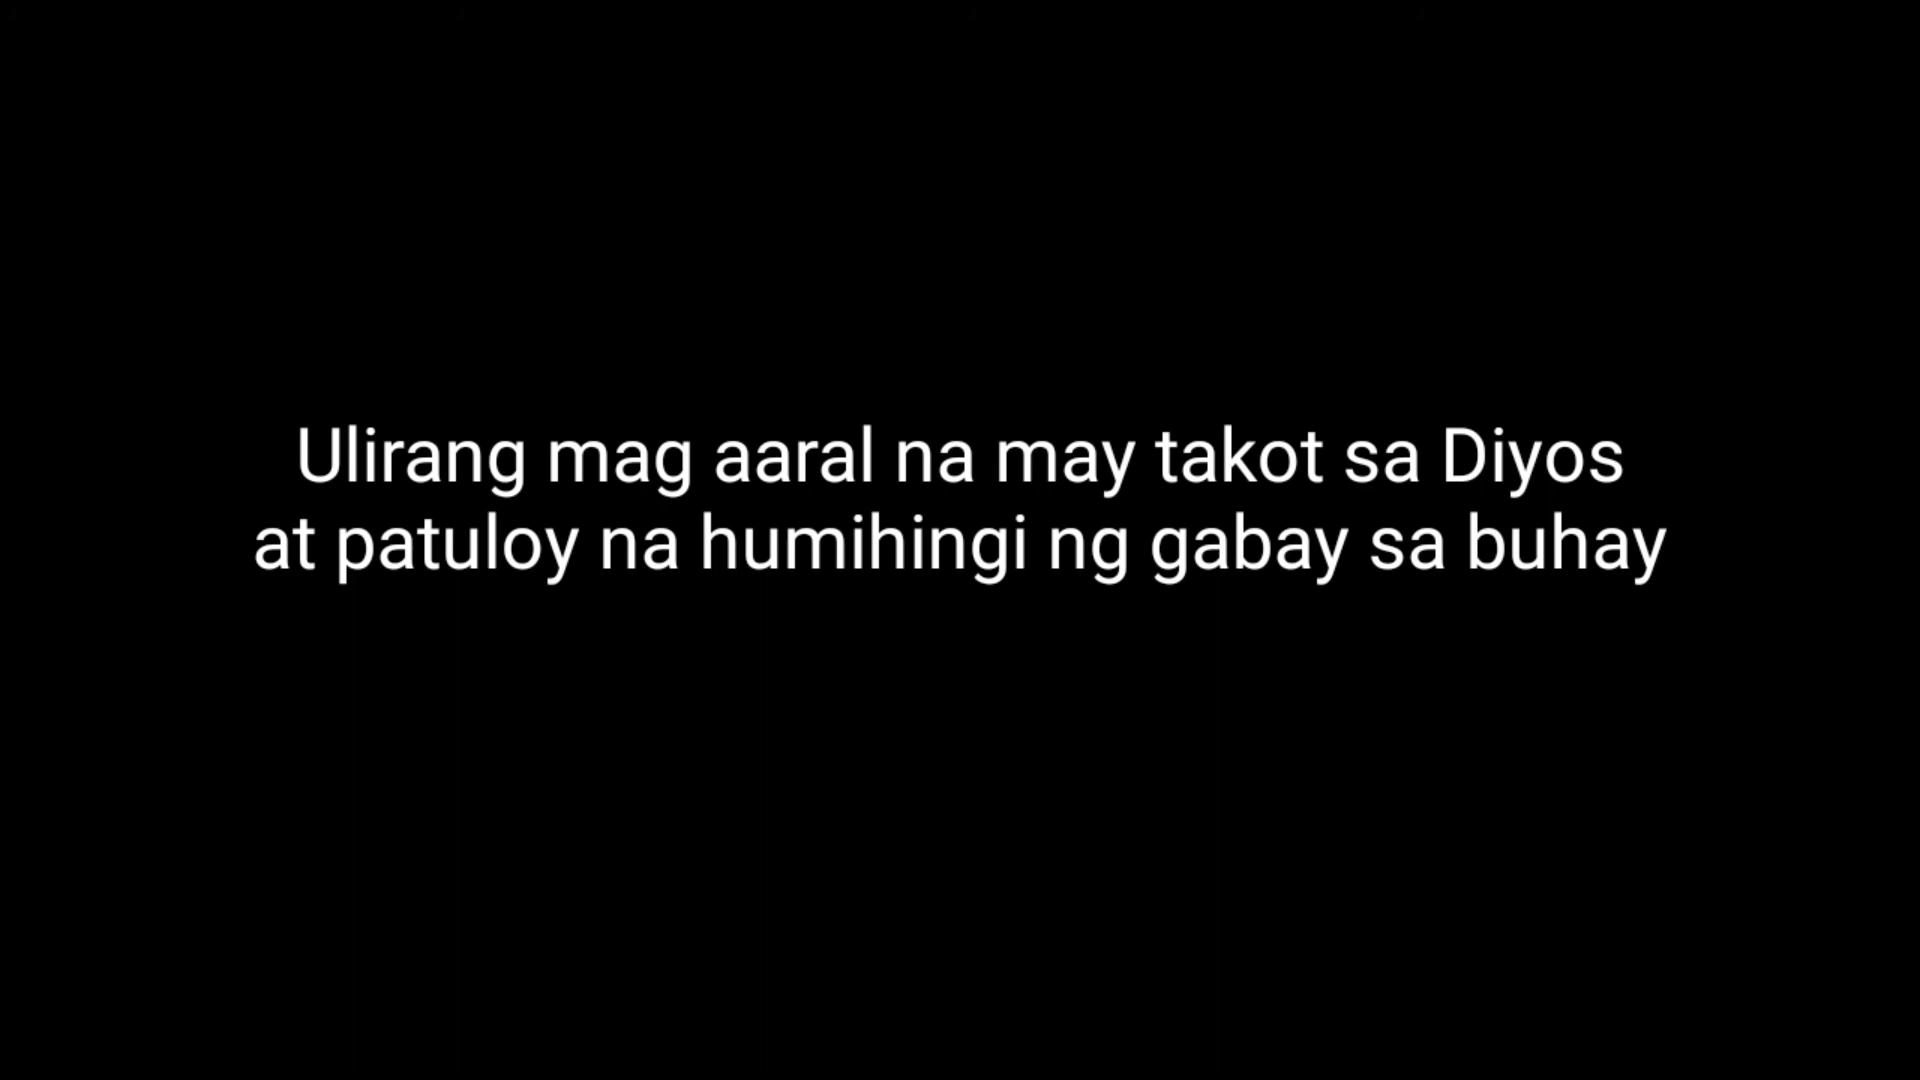 Ulirang mag aaral na may takot sa Diyos
at patuloy na humihingi ng gabay sa buhay